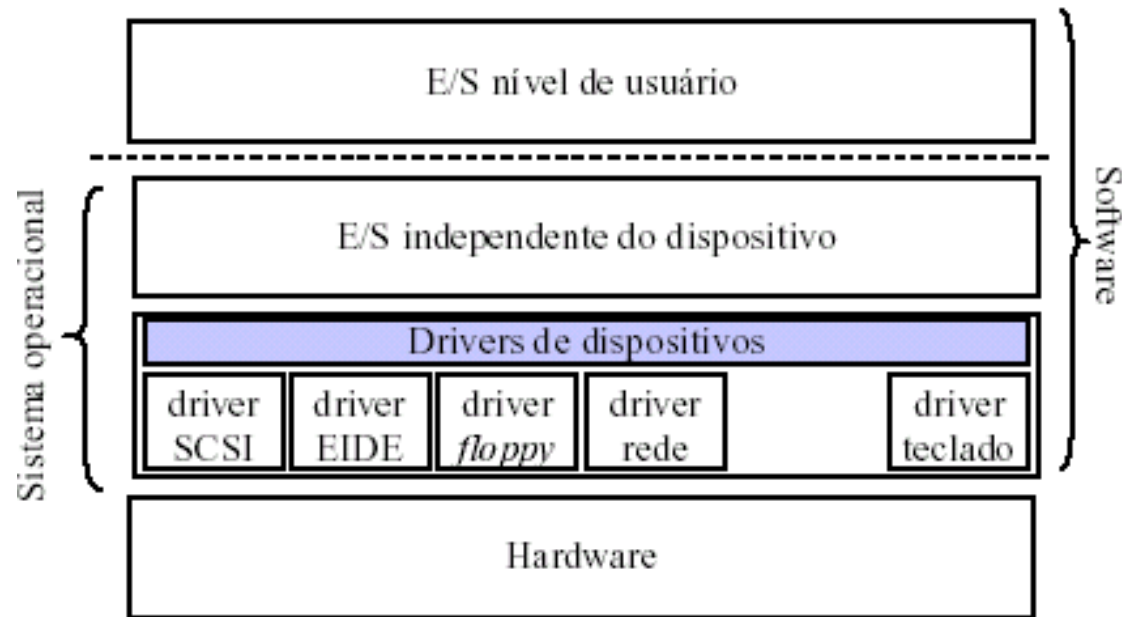 E/S nível de usuário
E/S independente do dispositivo
Drivers de dispositivos
driver
SCSI
driver
EIDE
driver
floppy
driver
rede
driver
teclado
Hardware
Sistema operacional
Software